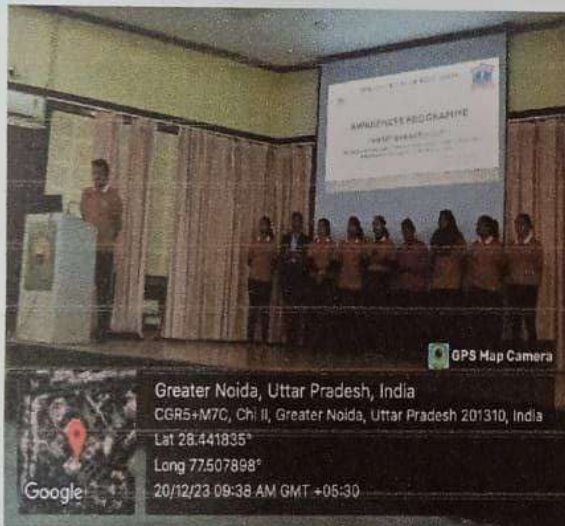 AWARENESS PROGRAMME
GPS Map Camera
Greater Noida, Uttar Pradesh, India
CGR5+M7C, Chi II, Greater Noida, Uttar Pradesh 201310, India
Lat 28.441835°
Long 77.507898°
20/12/23 09:38 AM GMT +05:30
Google